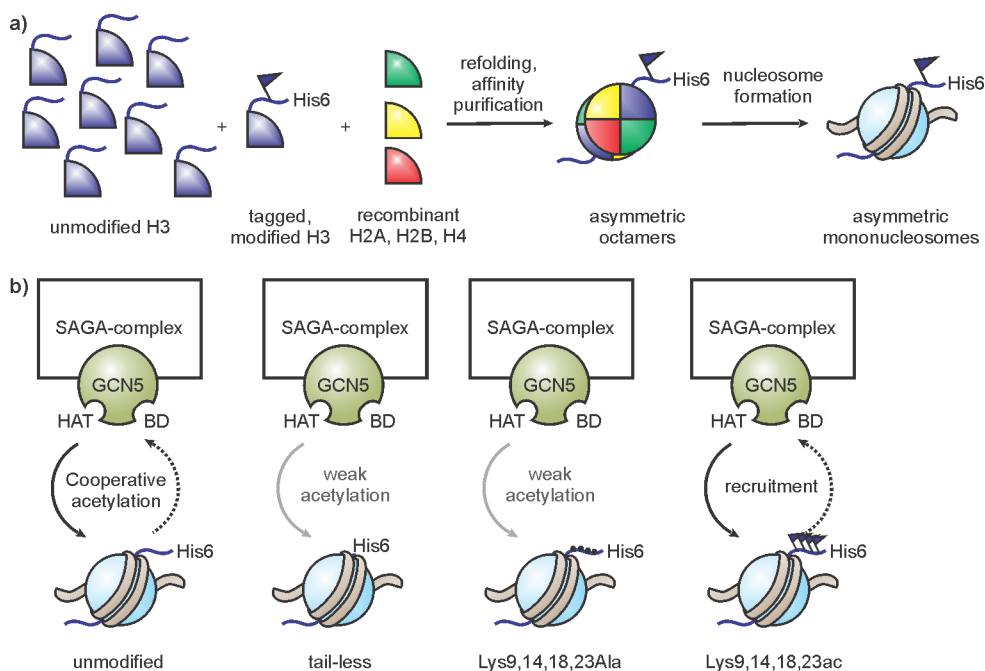 a)
refolding,
affinity
purification
nucleosome
formation
His6
His6
His6
+
+
unmodified H3
tagged,
modified H3
recombinant
H2A, H2B, H4
asymmetric
octamers
asymmetric
mononucleosomes
b)
SAGA-complex
GCN5
HAT
BD
Cooperative
acetylation
His6
unmodified
SAGA-complex
GCN5
HAT
BD
weak
acetylation
His6
tail-less
SAGA-complex
GCN5
HAT
BD
weak
acetylation
His6
Lys9,14,18,23Ala
SAGA-complex
GCN5
HAT
BD
recruitment
His6
Lys9,14,18,23ac